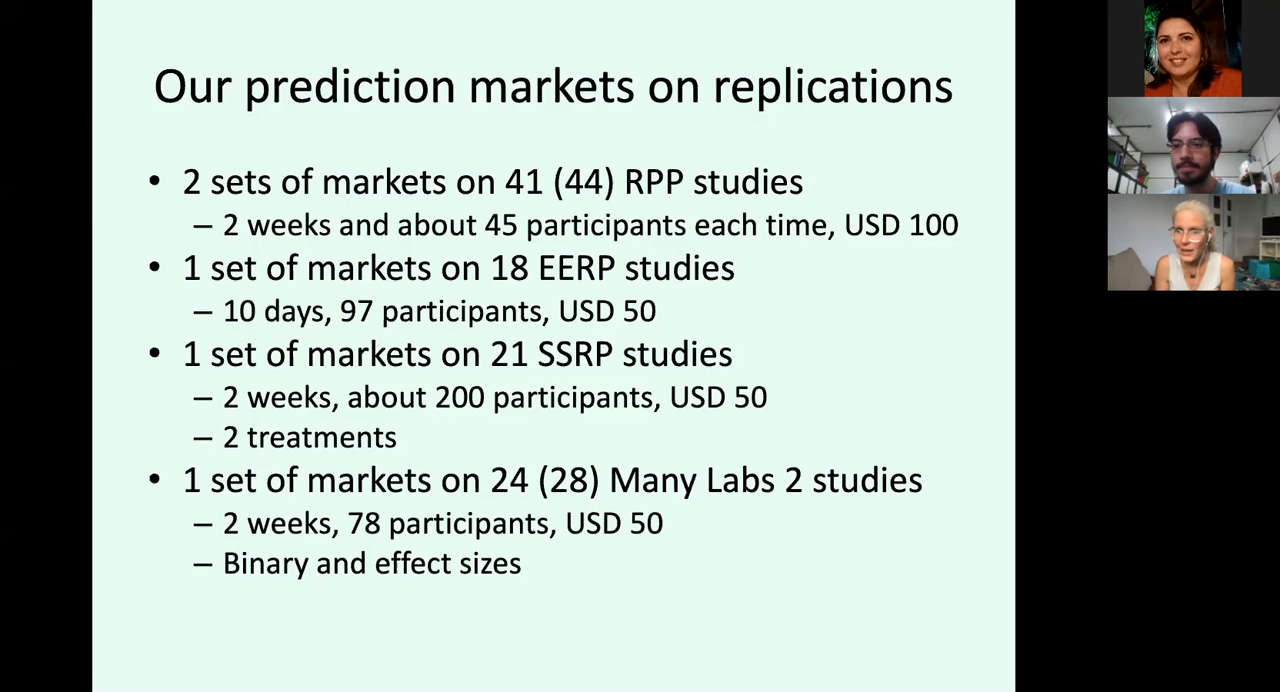 Our prediction markets on replications
• 2 sets of markets on 41 (44) RPP studies
– 2 weeks and about 45 participants each time, USD 100
• 1 set of markets on 18 EERP studies
– 10 days, 97 participants, USD 50
• 1 set of markets on 21 SSRP studies
– 2 weeks, about 200 participants, USD 50
– 2 treatments
• 1 set of markets on 24 (28) Many Labs 2 studies
– 2 weeks, 78 participants, USD 50
– Binary and effect sizes